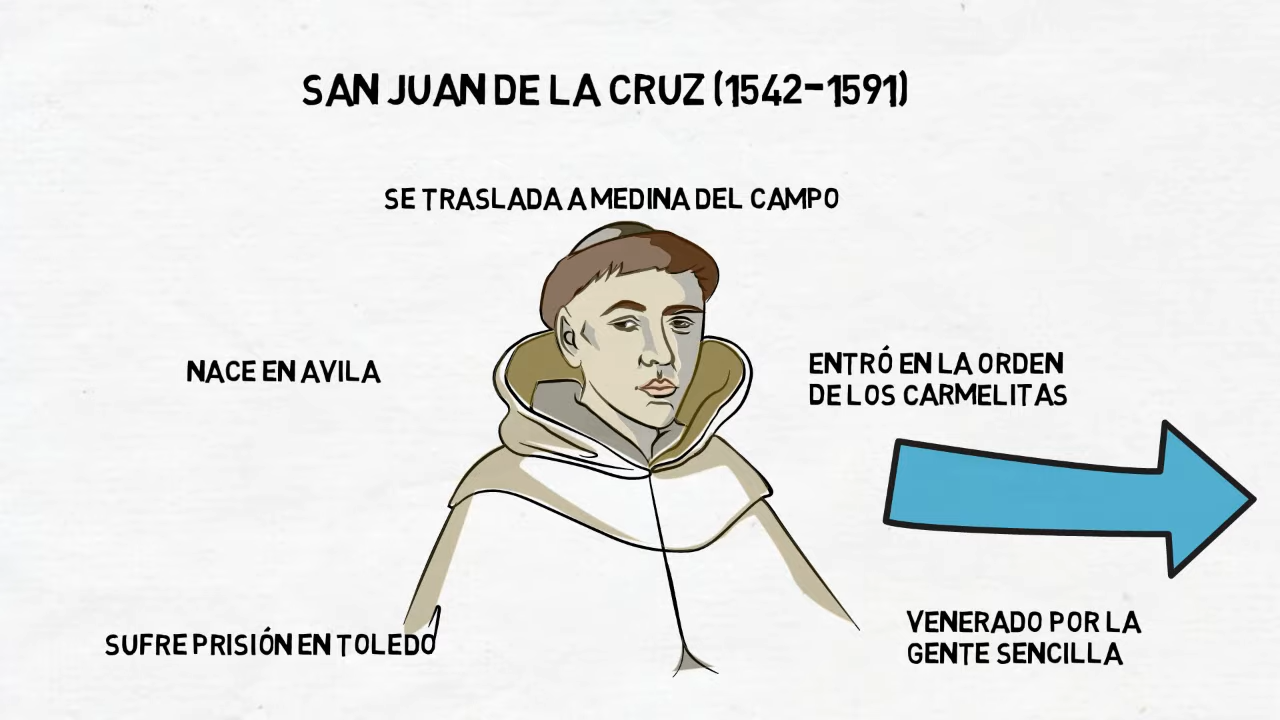 SAN JUAN DE LA CRUZ (1542-1591)
SE TRASLADA A MEDINA DEL CAMPO
NACE EN AVILA
ENTRÓ EN LA ORDEN
DE LOS CARMELITAS
SUFRE PRISIÓN EN TOLEDO
VENERADO POR LA
GENTE SENCILLA